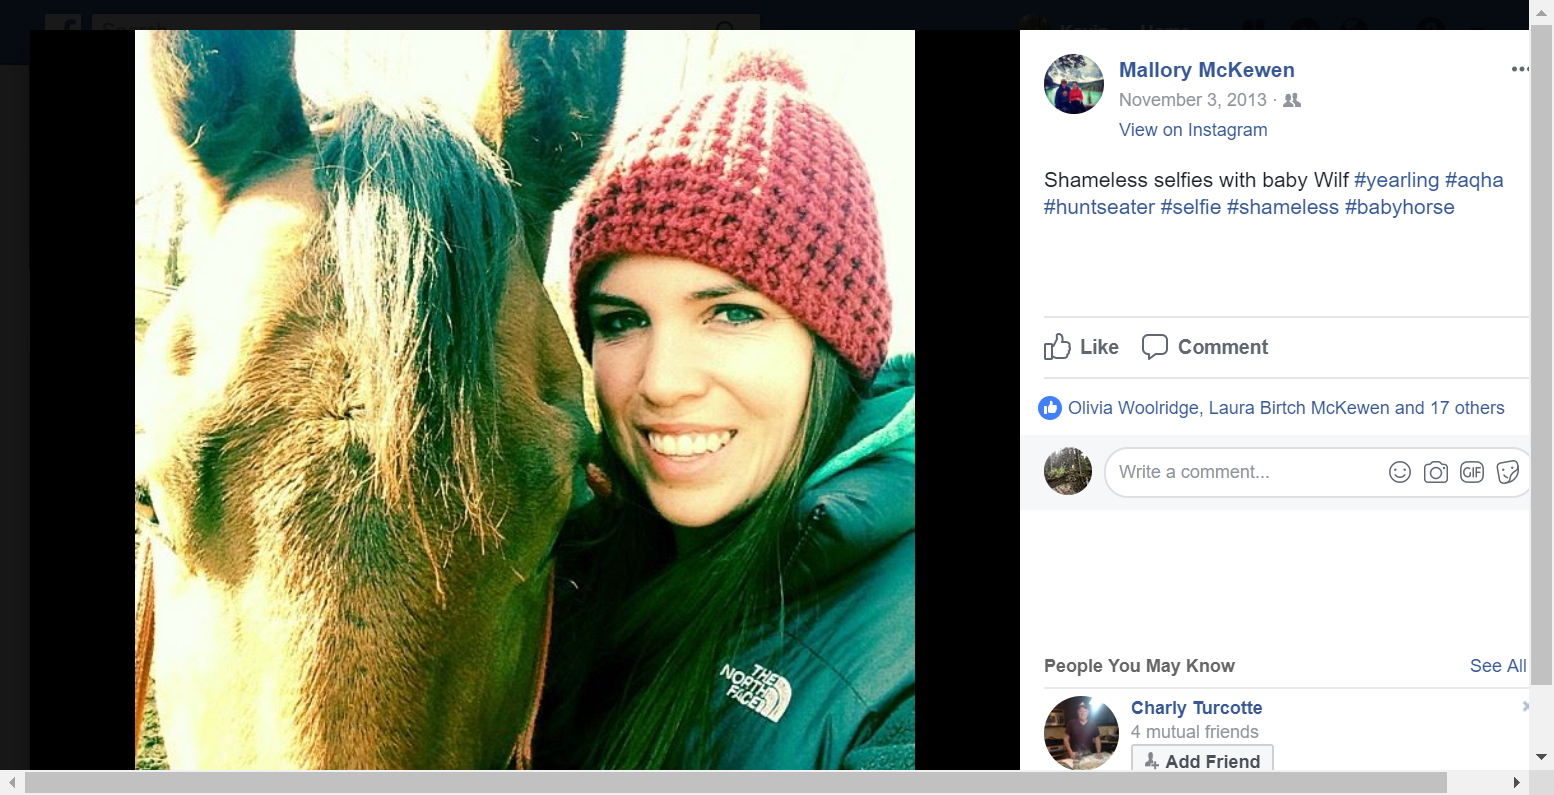 Search
Mallory McKewen
November 3, 2013 ·
View on Instagram
Shameless selfies with baby Wilf #yearling #aqha
#huntseater #selfie #shameless #babyhorse
Like Comment
Olivia Woolridge, Laura Birtch McKewen and 17 others
Write a comment...
GIF
People You May Know
See All
Charly Turcotte
4 mutual friends
Add Friend
THE
NORTH
FACE